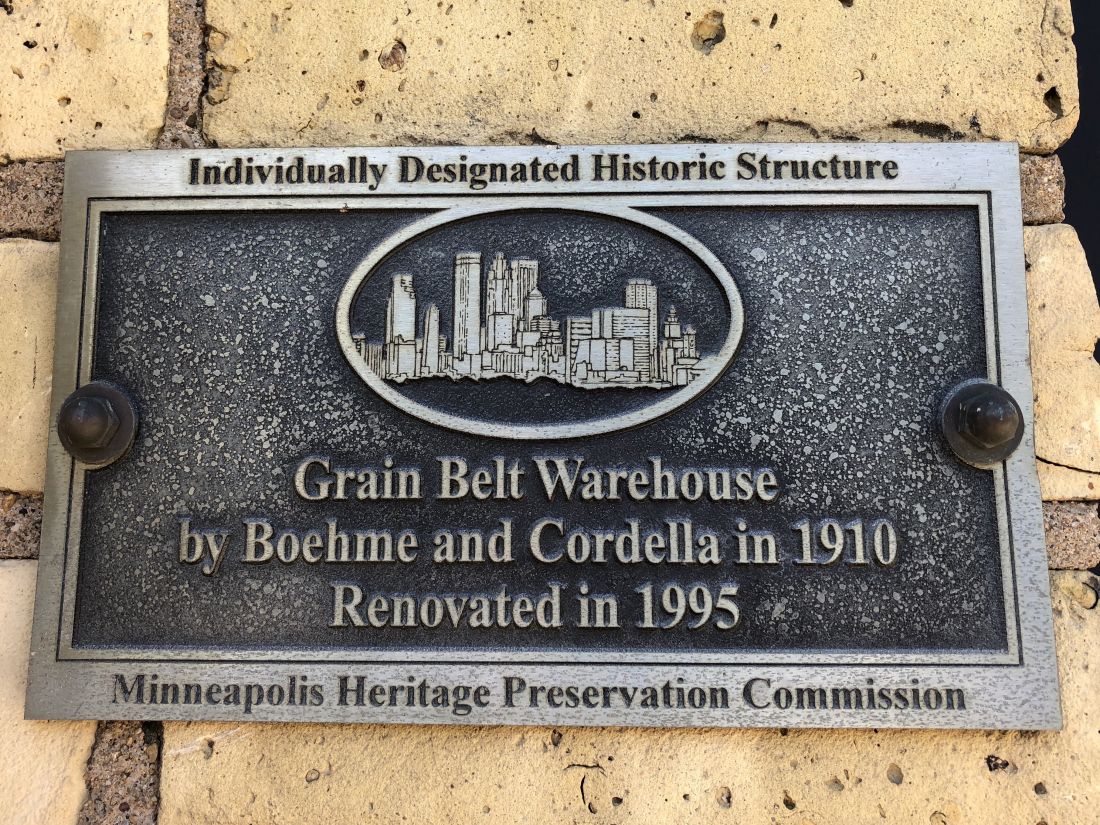 Individually Designated Historic Structure
Grain Belt Warehouse
by Boehme and Cordella in 1910
Renovated in 1995
Minneapolis Heritage Preservation Commission